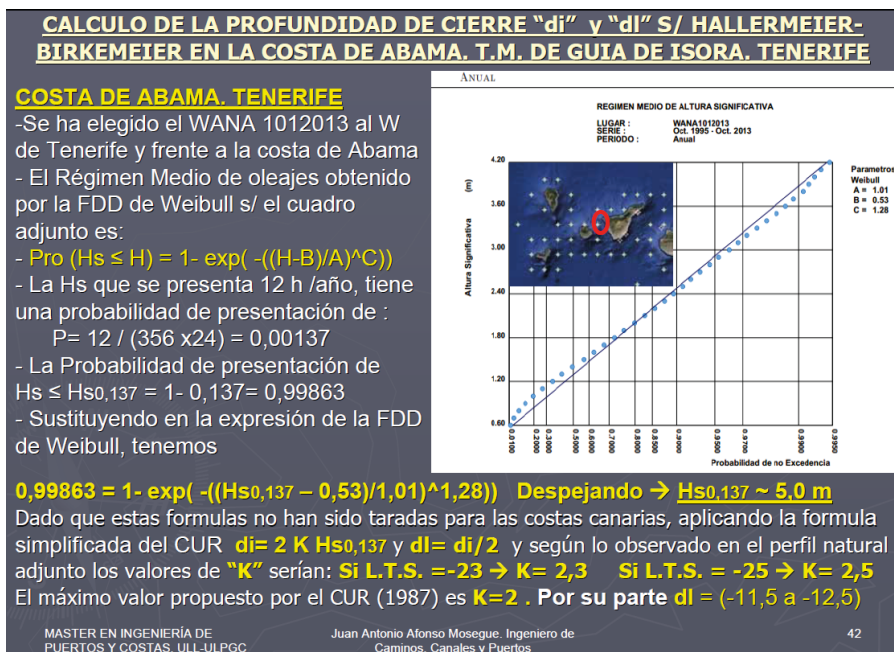 CALCULO DE LA PROFUNDIDAD DE CIERRE “di” y “dl” S/ HALLERMEIER-
BIRKEMEIER EN LA COSTA DE ABAMA. T.M. DE GUIA DE ISORA. TENERIFE
COSTA DE ABAMA. TENERIFE
-Se ha elegido el WANA 1012013 al W
de Tenerife y frente a la costa de Abama
- El Régimen Medio de oleajes obtenido
por la FDD de Weibull s/ el cuadro
adjunto es:
- Pro (Hs ≤ H) = 1- exp( -((H-B)/A)^C))
- La Hs que se presenta 12 h /año, tiene
una probabilidad de presentación de :
P= 12 / (356 x24) = 0,00137
- La Probabilidad de presentación de
Hs ≤ Hs0,137 = 1- 0,137= 0,99863
- Sustituyendo en la expresión de la FDD
de Weibull, tenemos
ANUAL
REGIMEN MEDIO DE ALTURA SIGNIFICATIVA
LUGAR : WANA1012013
SERIE : Oct. 1995 - Oct. 2013
PERIODO : Anual
4.20
3.60
3.00
2.40
1.80
1.20
0.60
Altura Significativa (m)
Parametros
Weibull
A = 1.01
B = 0.53
C = 1.28
0.0100
0.2000
0.3000
0.5000
0.6000
0.7000
0.8000
0.8500
0.9000
0.9500
0.9750
0.9900
0.9950
Probabilidad de no Excedencia
0,99863 = 1- exp( -((Hs0,137 – 0,53)/1,01)^1,28)) Despejando → Hs0,137 ~ 5,0 m
Dado que estas formulas no han sido taradas para las costas canarias, aplicando la formula
simplificada del CUR di= 2 K Hs0,137 y dl= di/2 y según lo observado en el perfil natural
adjunto los valores de “K” serían: Si L.T.S. =-23 → K= 2,3 Si L.T.S. = -25 → K= 2,5
El máximo valor propuesto por el CUR (1987) es K=2 . Por su parte dl = (-11,5 a -12,5)
MASTER EN INGENIERÍA DE
PUERTOS Y COSTAS. ULL-ULPGC
Juan Antonio Afonso Mosegue. Ingeniero de
Caminos, Canales y Puertos
42